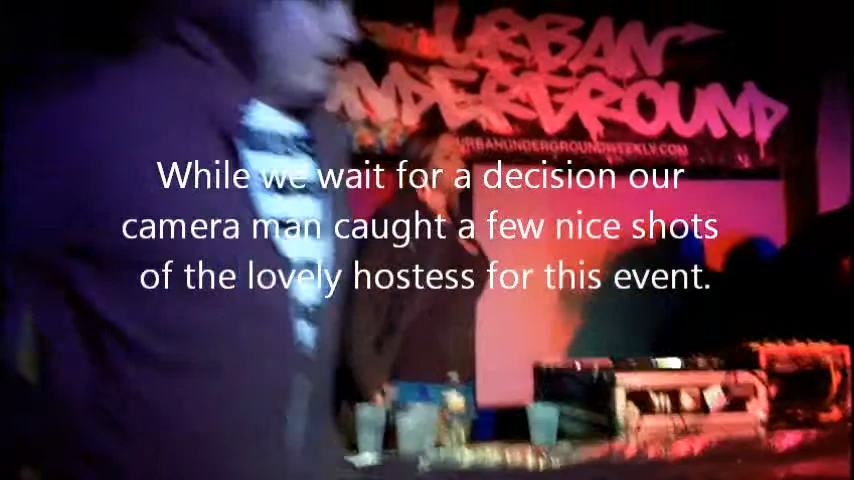 URBAN
UNDERGROUND
URBANUNDERGROUNDWEEKLY.COM
While we wait for a decision our
camera man caught a few nice shots
of the lovely hostess for this event.